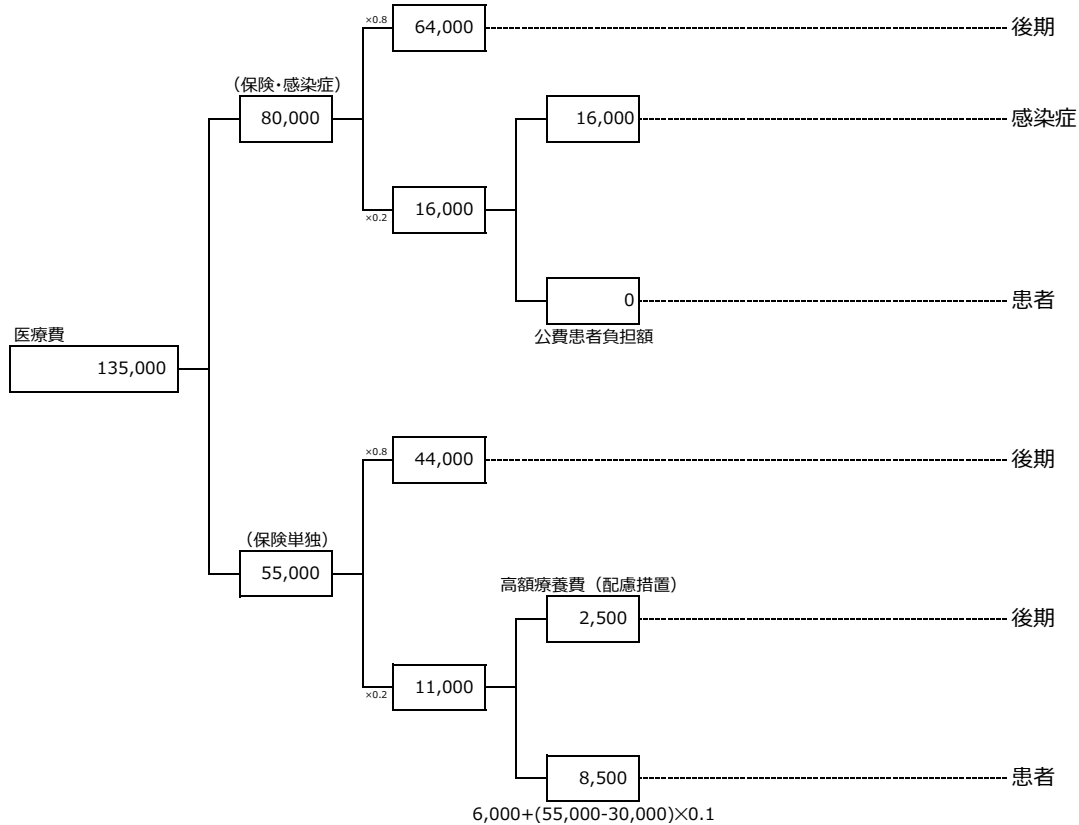 ×0.8
64,000
後期
（保険・感染症）
80,000
16,000
感染症
×0.2
16,000
0
患者
公費患者負担額
医療費
135,000
×0.8
44,000
後期
（保険単独）
55,000
高額療養費（配慮措置）
2,500
後期
×0.2
11,000
8,500
患者
6,000+(55,000-30,000)×0.1